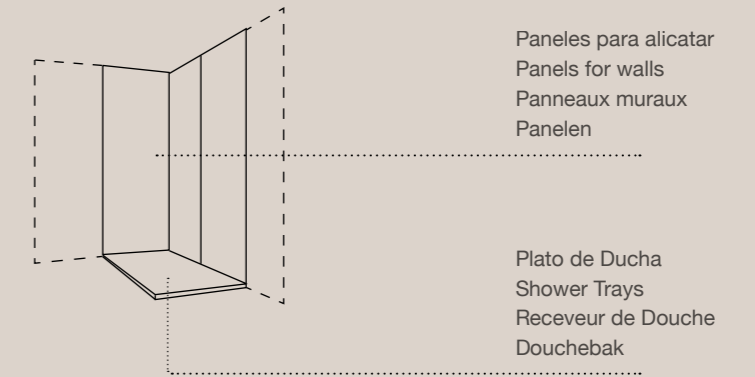 Paneles para alicatar
Panels for walls
Panneaux muraux
Panelen
Plato de Ducha
Shower Trays
Receveur de Douche
Douchebak